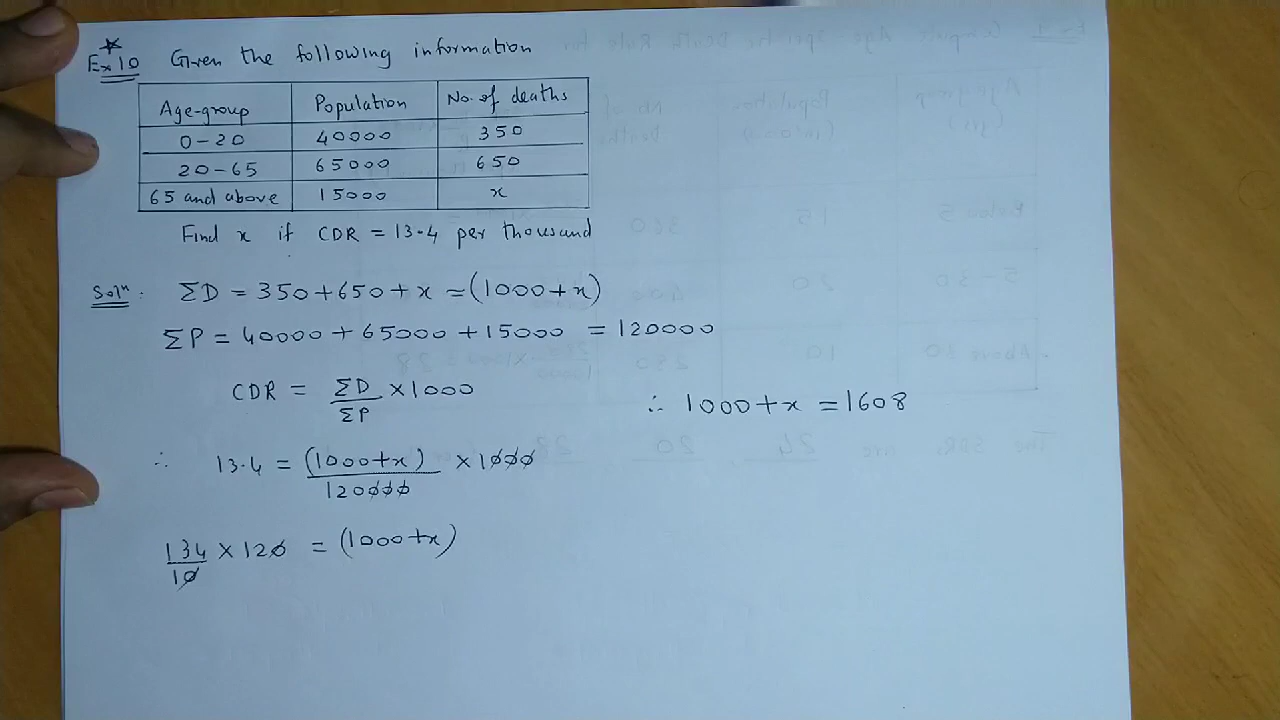 Ex 10 Given the following information
Age-group Population No. of deaths
0-20 40000 350
20-65 65000 650
65 and above 15000 x
Find x if CDR = 13.4 per thousand
Solⁿ: ΣD = 350+650+x = (1000+x)
ΣP = 40000+65000+15000 = 120000
CDR = ΣD/ΣP ×1000
∴ 13.4 = (1000+x)/120000 ×1000
134/10 × 120 = (1000+x)
∴ 1000+x = 1608